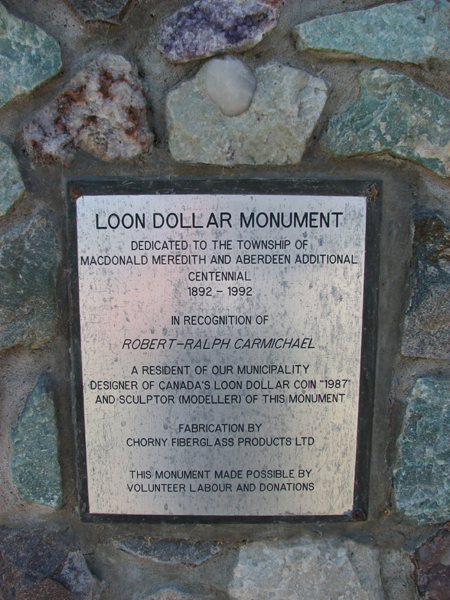 LOON DOLLAR MONUMENT
DEDICATED TO THE TOWNSHIP OF
MACDONALD MEREDITH AND ABERDEEN ADDITIONAL
CENTENNIAL
1892 - 1992
IN RECOGNITION OF
ROBERT-RALPH CARMICHAEL
A RESIDENT OF OUR MUNICIPALITY
DESIGNER OF CANADA'S LOON DOLLAR COIN "1987"
AND SCULPTOR (MODELLER) OF THIS MONUMENT
FABRICATION BY
CHORNY FIBERGLASS PRODUCTS LTD
THIS MONUMENT MADE POSSIBLE BY
VOLUNTEER LABOUR AND DONATIONS